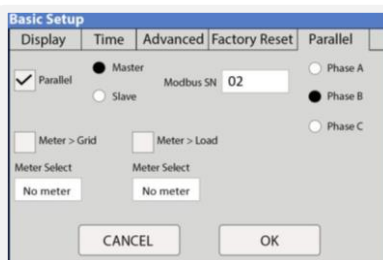 Basic Setup
Display Time Advanced Factory Reset Parallel
Parallel
Master
Slave
Modbus SN 02
Phase A
Phase B
Phase C
Meter > Grid Meter > Load
Meter Select Meter Select
No meter No meter
CANCEL OK